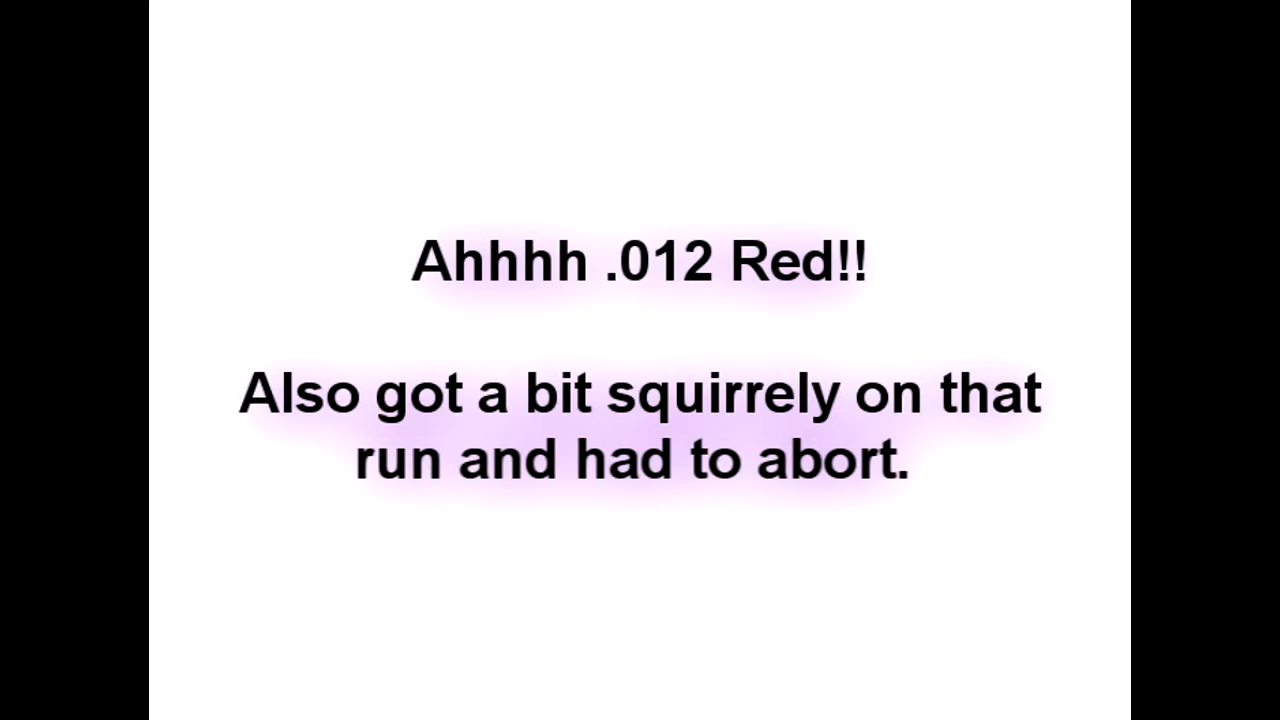 Ahhhh .012 Red!!
Also got a bit squirrely on that
run and had to abort.